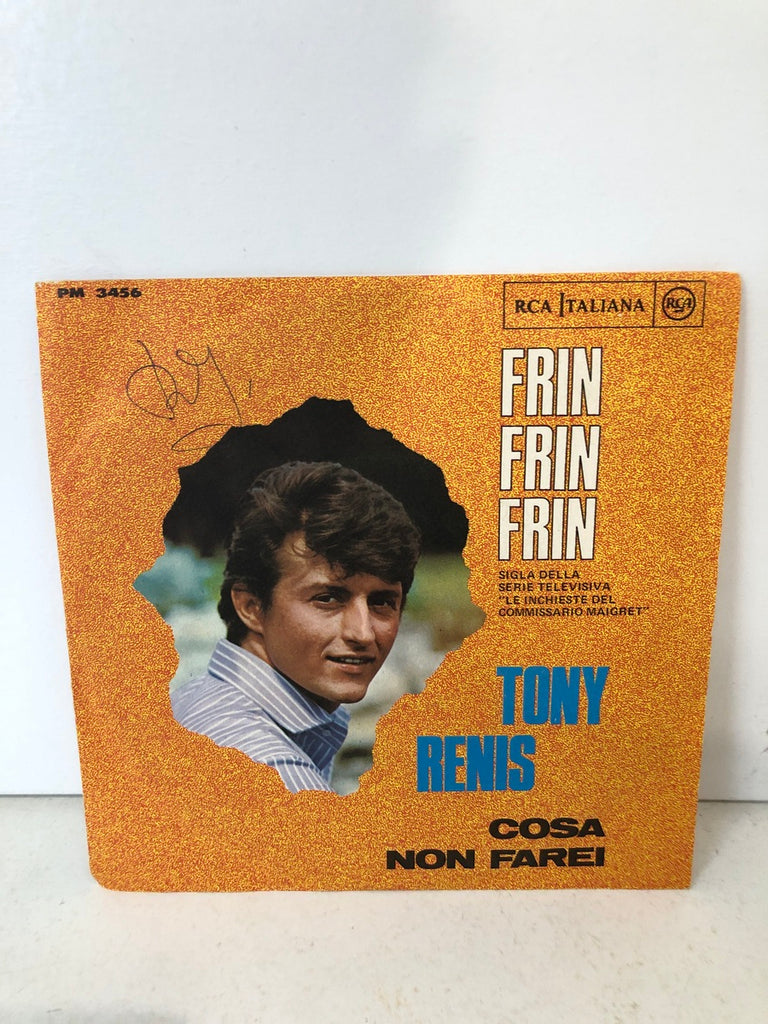 PM 3456
RCA ITALIANA RCA
FRIN
FRIN
FRIN
SIGLA DELLA
SERIE TELEVISIVA
"LE INCHIESTE DEL
COMMISSARIO MAIGRET"
TONY
RENIS
COSA
NON FAREI